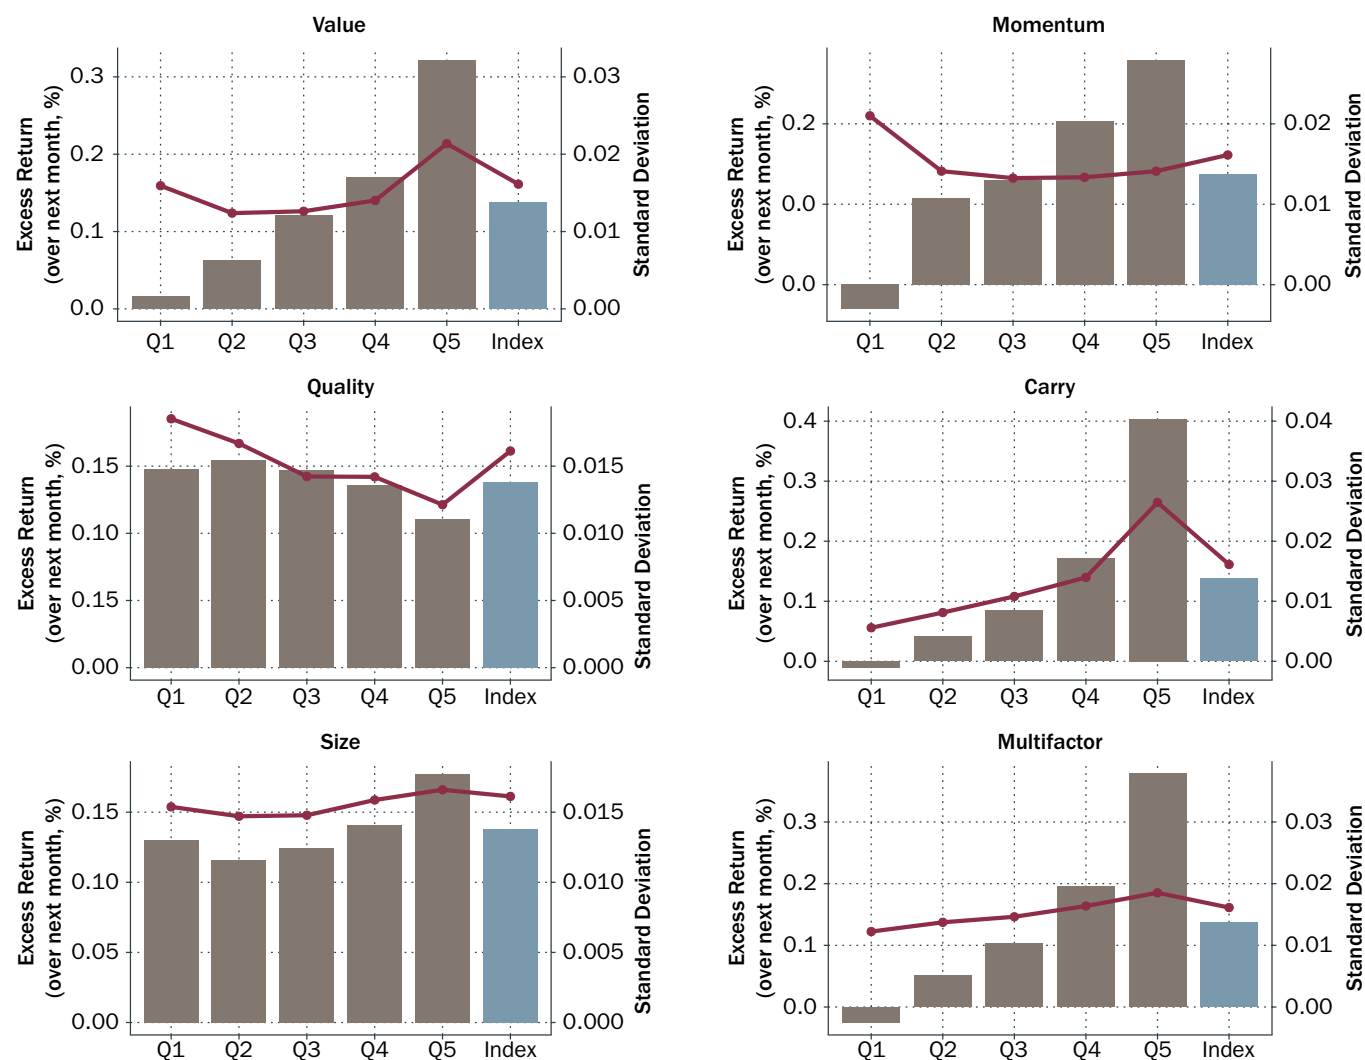 Value
Excess Return
(over next month, %)
0.3
0.2
0.1
0.0
0.03
0.02
0.01
0.00
Standard Deviation
Q1 Q2 Q3 Q4 Q5 Index
Momentum
Excess Return
(over next month, %)
0.2
0.0
0.0
0.02
0.01
0.00
Standard Deviation
Q1 Q2 Q3 Q4 Q5 Index
Quality
Excess Return
(over next month, %)
0.15
0.10
0.15
0.00
0.015
0.010
0.005
0.000
Standard Deviation
Q1 Q2 Q3 Q4 Q5 Index
Carry
Excess Return
(over next month, %)
0.4
0.3
0.2
0.1
0.0
0.04
0.03
0.02
0.01
0.00
Standard Deviation
Q1 Q2 Q3 Q4 Q5 Index
Size
Excess Return
(over next month, %)
0.15
0.10
0.05
0.00
0.015
0.010
0.005
0.000
Standard Deviation
Q1 Q2 Q3 Q4 Q5 Index
Multifactor
Excess Return
(over next month, %)
0.3
0.2
0.1
0.0
0.03
0.02
0.01
0.00
Standard Deviation
Q1 Q2 Q3 Q4 Q5 Index